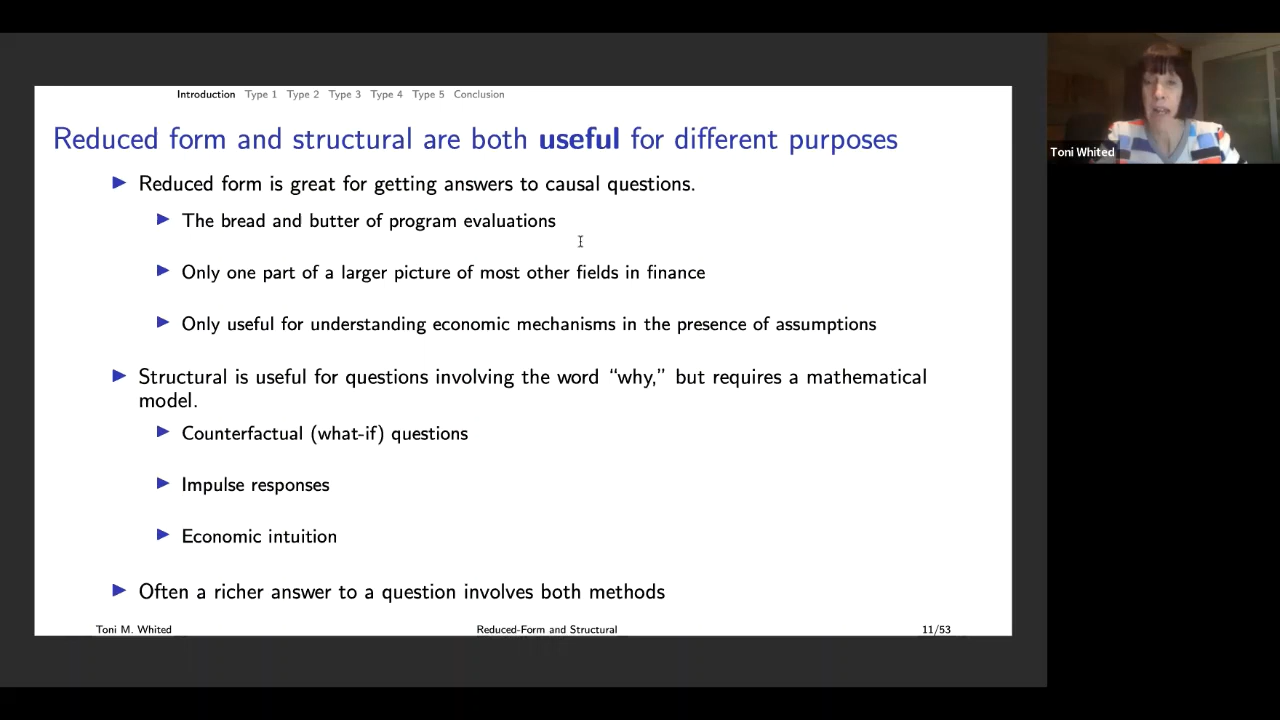 Introduction Type 1 Type 2 Type 3 Type 4 Type 5 Conclusion
Reduced form and structural are both useful for different purposes
Reduced form is great for getting answers to causal questions.
The bread and butter of program evaluations
Only one part of a larger picture of most other fields in finance
Only useful for understanding economic mechanisms in the presence of assumptions
Structural is useful for questions involving the word “why,” but requires a mathematical
model.
Counterfactual (what-if) questions
Impulse responses
Economic intuition
Often a richer answer to a question involves both methods
Toni M. Whited Reduced-Form and Structural 11/53
Toni Whited